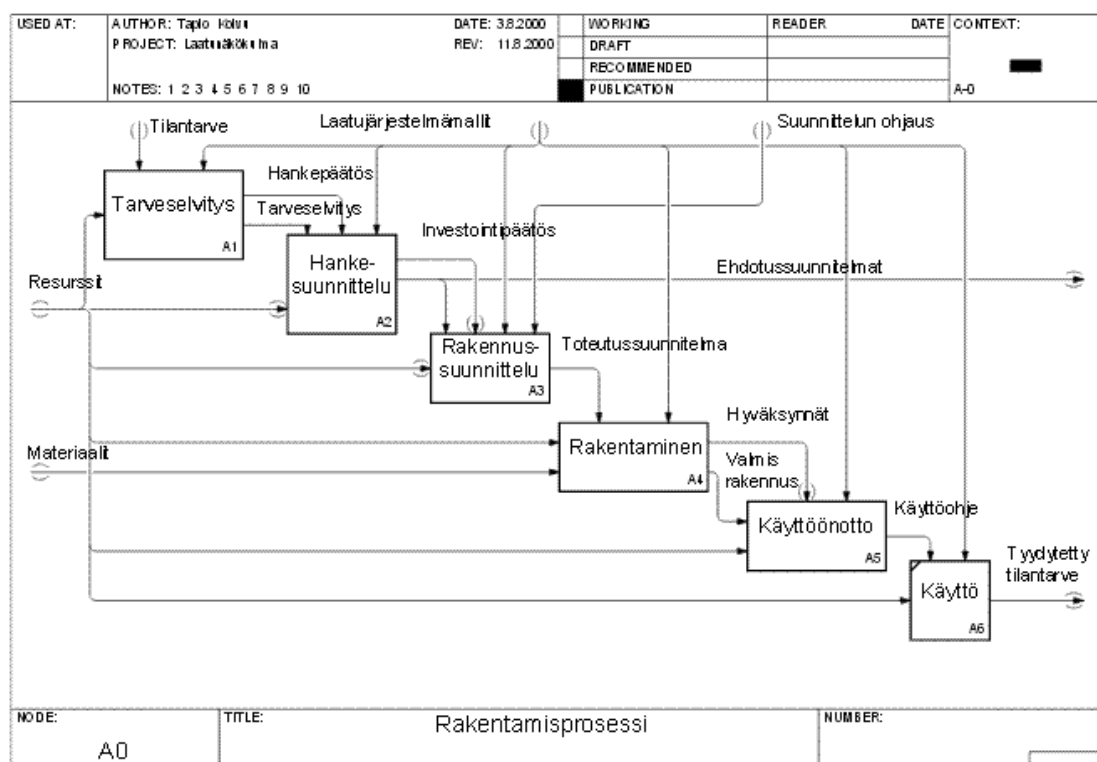 USED AT:
AUTHOR: Tapio Koivu
DATE: 3.8.2000
WORKING
READER
DATE
CONTEXT:
PROJECT: Laatunäkökulma
REV: 11.8.2000
DRAFT
RECOMMENDED
NOTES: 1 2 3 4 5 6 7 8 9 10
PUBLICATION
A-0
Tilantarve
Laatujärjestelmämallit
Suunnittelun ohjaus
Hankepäätös
Tarveselvitys
A1
Tarveselvitys
Investointipäätös
Hanke-
suunnittelu
A2
Ehdotussuunnitelmat
Resurssit
Rakennus-
suunnittelu
A3
Toteutussuunnitelma
Hyväksynnät
Rakentaminen
A4
Materiaalit
Valmis
rakennus
Käyttöönotto
A5
Käyttöohje
Tyydytetty
tilantarve
Käyttö
A6
NODE:
A0
TITLE:
Rakentamisprosessi
NUMBER: